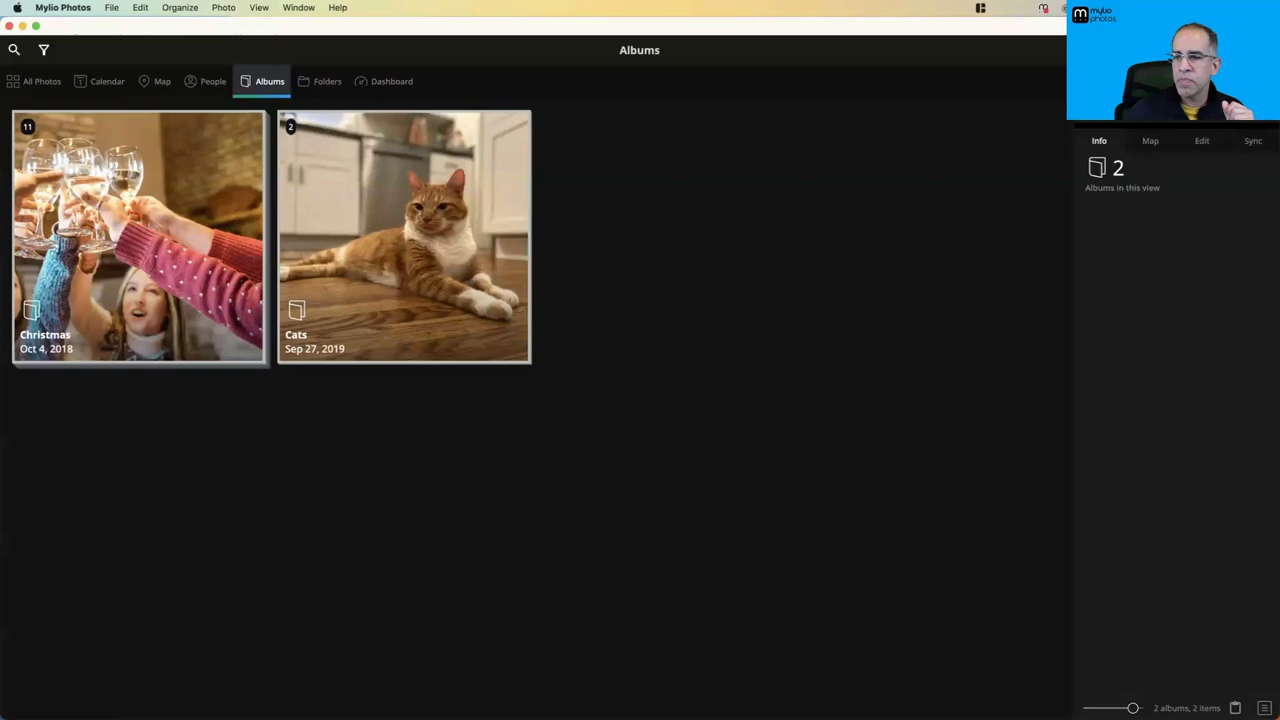 Mylio Photos File Edit Organize Photo View Window Help
mylio photos
Albums
All Photos Calendar Map People Albums Folders Dashboard
Info Map Edit Sync
2
Albums in this view
11
Christmas
Oct 4, 2018
2
Cats
Sep 27, 2019
2 albums, 2 items